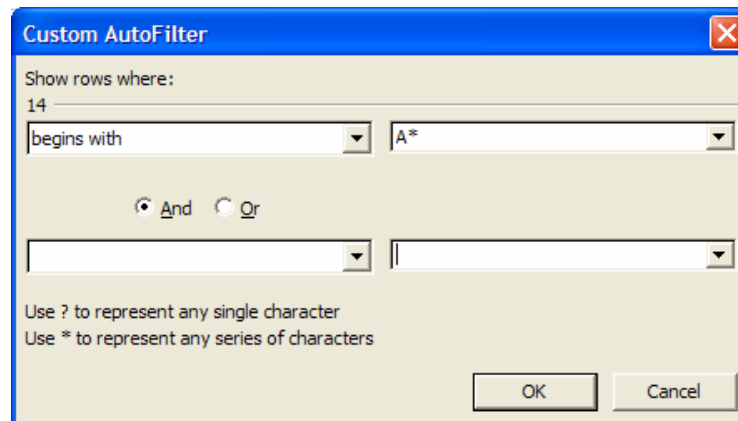 Custom AutoFilter
Show rows where:
14
begins with A*
And Or
Use ? to represent any single character
Use * to represent any series of characters
OK Cancel